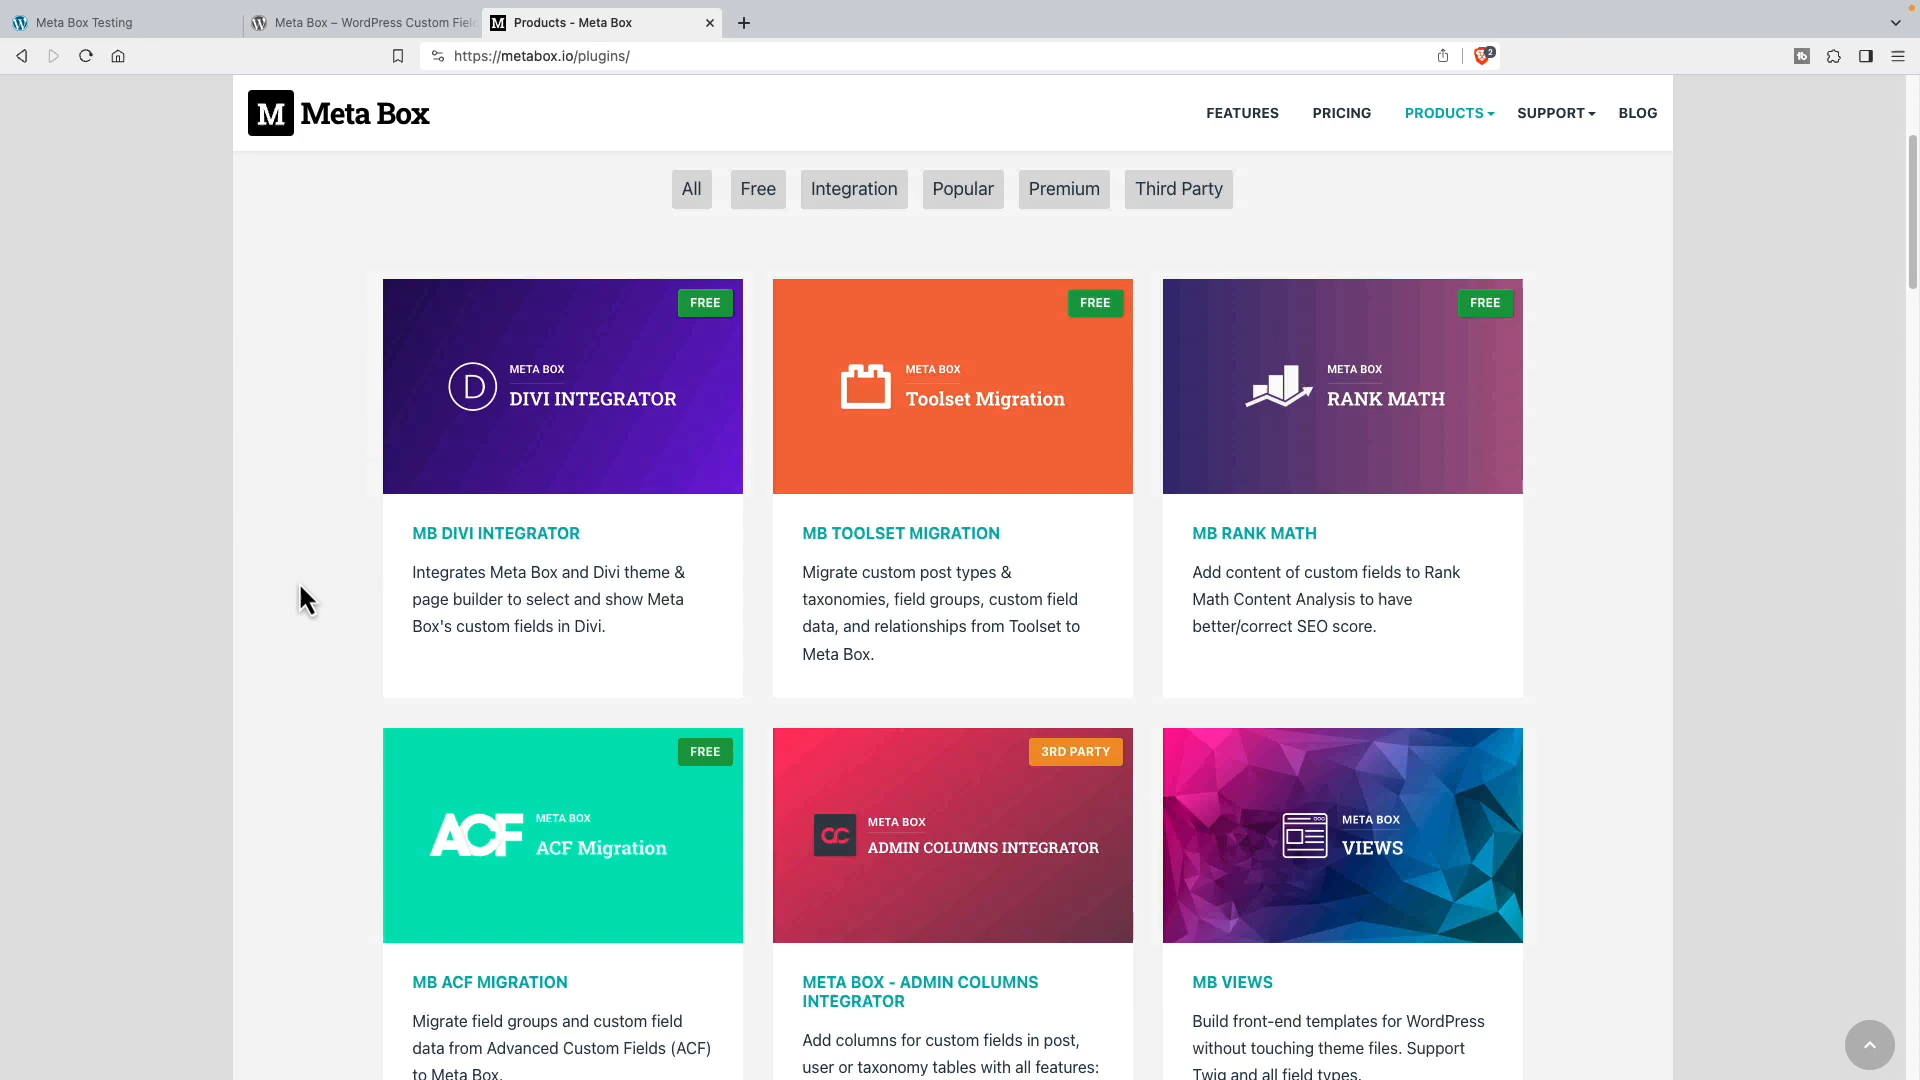 Meta Box Testing
Meta Box – WordPress Custom Fiel
Products - Meta Box
https://metabox.io/plugins/
2
M Meta Box
FEATURES
PRICING
PRODUCTS
SUPPORT
BLOG
All
Free
Integration
Popular
Premium
Third Party
FREE
META BOX
DIVI INTEGRATOR
MB DIVI INTEGRATOR
Integrates Meta Box and Divi theme &
page builder to select and show Meta
Box's custom fields in Divi.
FREE
META BOX
Toolset Migration
MB TOOLSET MIGRATION
Migrate custom post types &
taxonomies, field groups, custom field
data, and relationships from Toolset to
Meta Box.
FREE
META BOX
RANK MATH
MB RANK MATH
Add content of custom fields to Rank
Math Content Analysis to have
better/correct SEO score.
FREE
ACF
META BOX
ACF Migration
MB ACF MIGRATION
Migrate field groups and custom field
data from Advanced Custom Fields (ACF)
to Meta Box.
3RD PARTY
META BOX
ADMIN COLUMNS INTEGRATOR
META BOX - ADMIN COLUMNS
INTEGRATOR
Add columns for custom fields in post,
user or taxonomy tables with all features:
META BOX
VIEWS
MB VIEWS
Build front-end templates for WordPress
without touching theme files. Support
Twig and all field types.